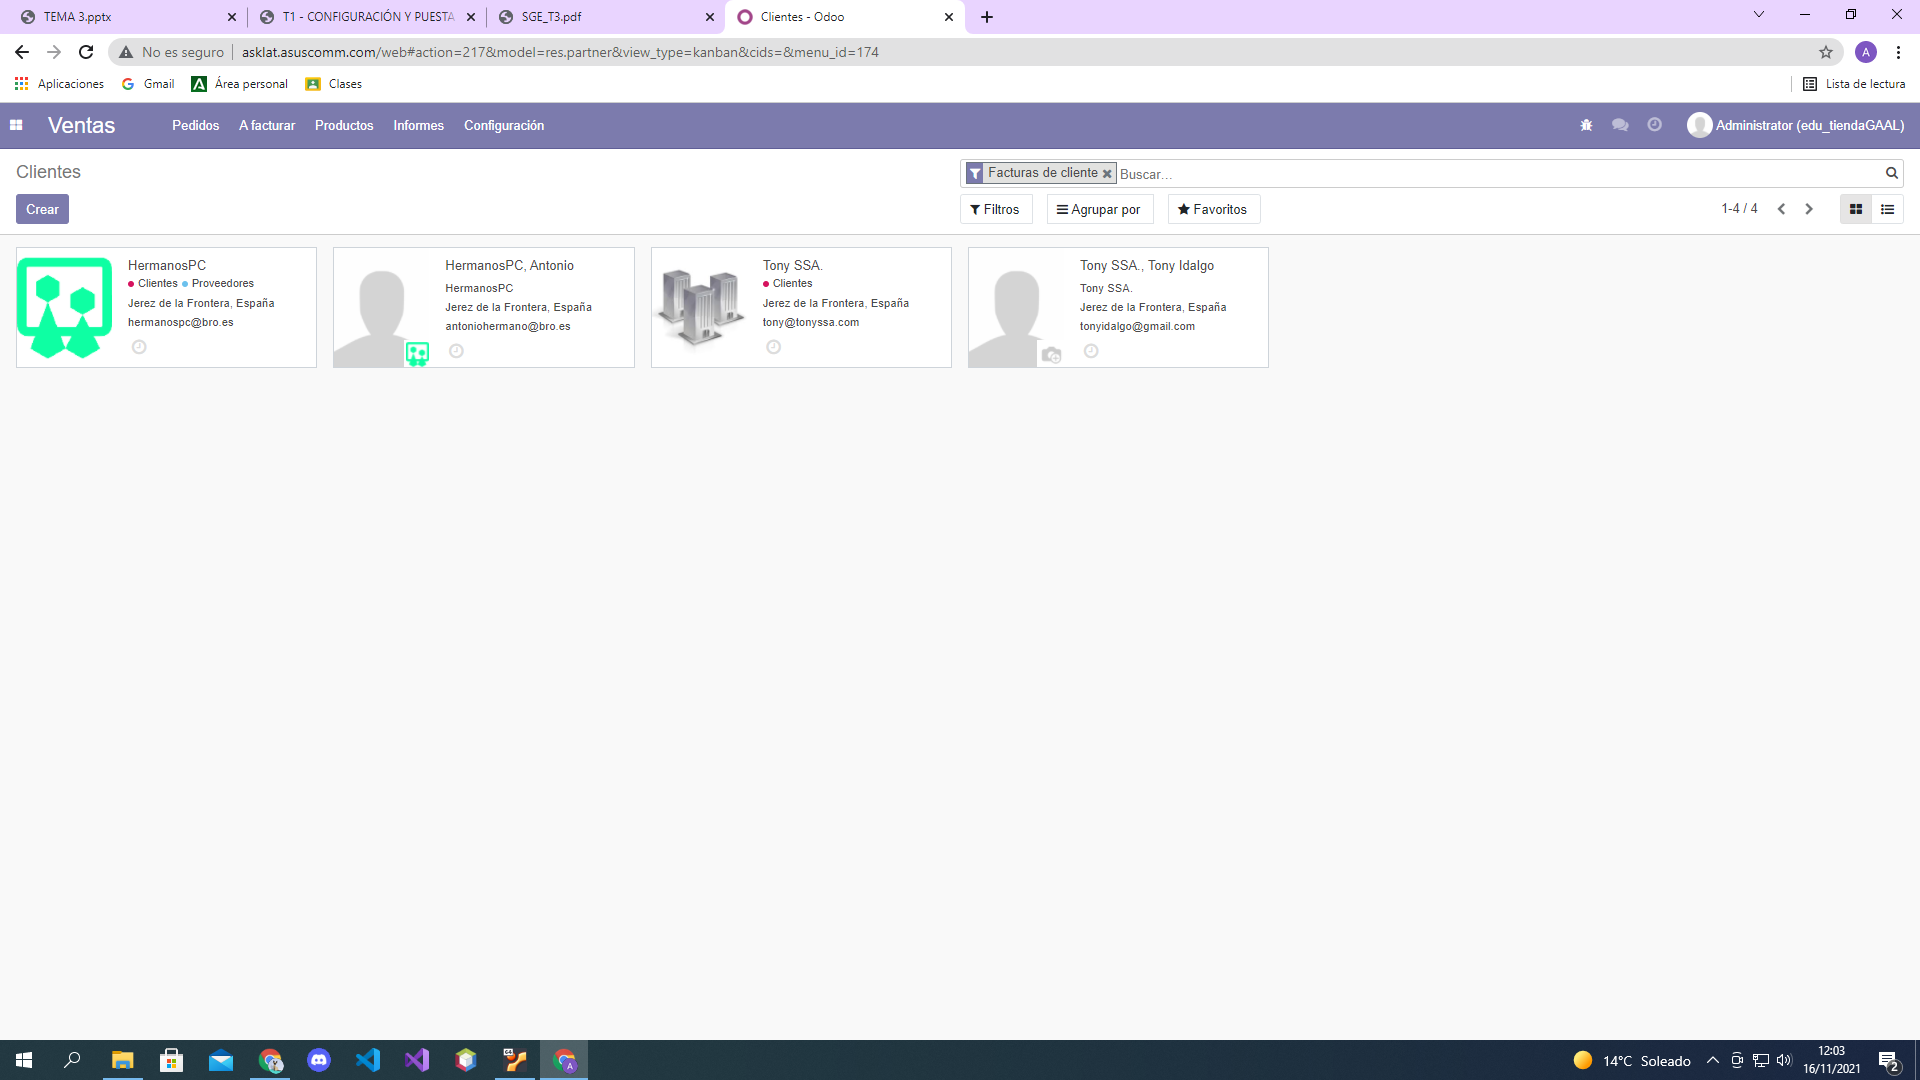 TEMA 3.pptx
T1 - CONFIGURACIÓN Y PUESTA
SGE_T3.pdf
Clientes - Odoo
No es seguro
asklat.asuscomm.com/web#action=217&model=res.partner&view_type=kanban&cids=&menu_id=174
A
Aplicaciones
Gmail
Área personal
Clases
Lista de lectura
Ventas
Pedidos
A facturar
Productos
Informes
Configuración
Administrator (edu_tiendaGAAL)
Clientes
Facturas de cliente
Buscar...
Crear
Filtros
Agrupar por
Favoritos
1-4 / 4
HermanosPC
Clientes
Proveedores
Jerez de la Frontera, España
hermanospc@bro.es
HermanosPC, Antonio
HermanosPC
Jerez de la Frontera, España
antoniohermano@bro.es
Tony SSA.
Clientes
Jerez de la Frontera, España
tony@tonyssa.com
Tony SSA., Tony Idalgo
Tony SSA.
Jerez de la Frontera, España
tonyidalgo@gmail.com
14°C Soleado
12:03
16/11/2021
2